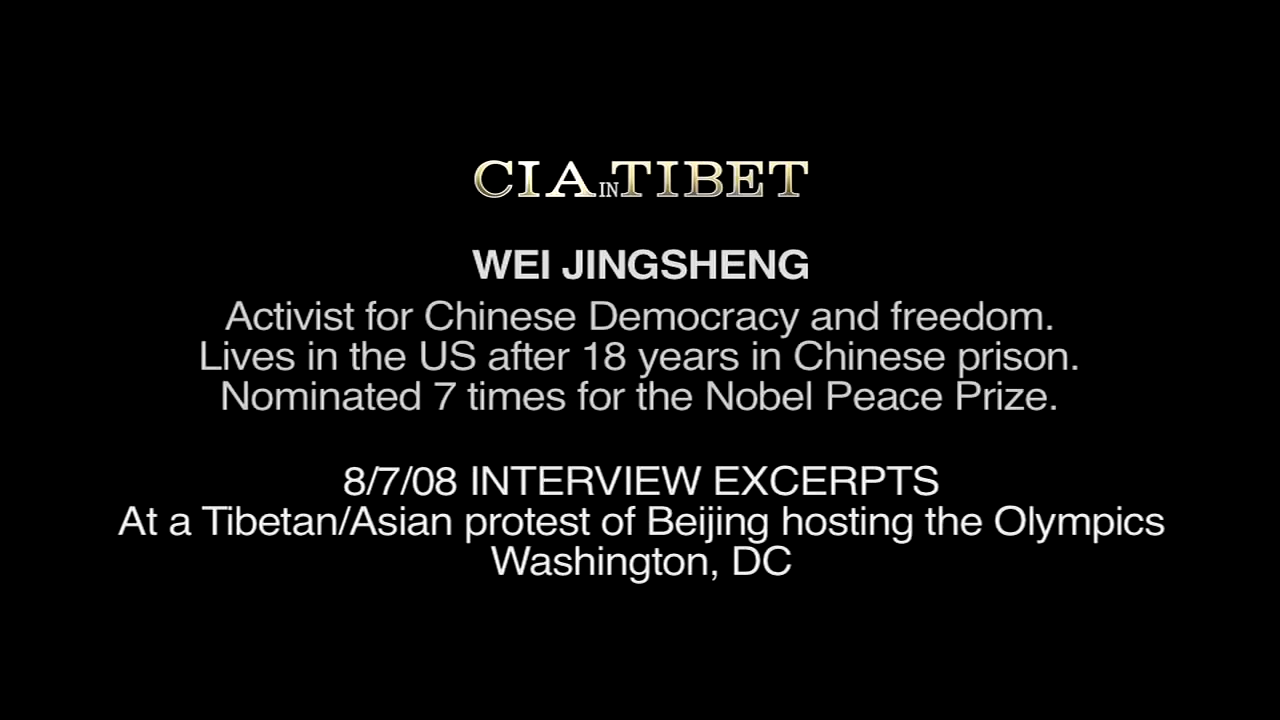 CIA IN TIBET
WEI JINGSHENG
Activist for Chinese Democracy and freedom.
Lives in the US after 18 years in Chinese prison.
Nominated 7 times for the Nobel Peace Prize.
8/7/08 INTERVIEW EXCERPTS
At a Tibetan/Asian protest of Beijing hosting the Olympics
Washington, DC